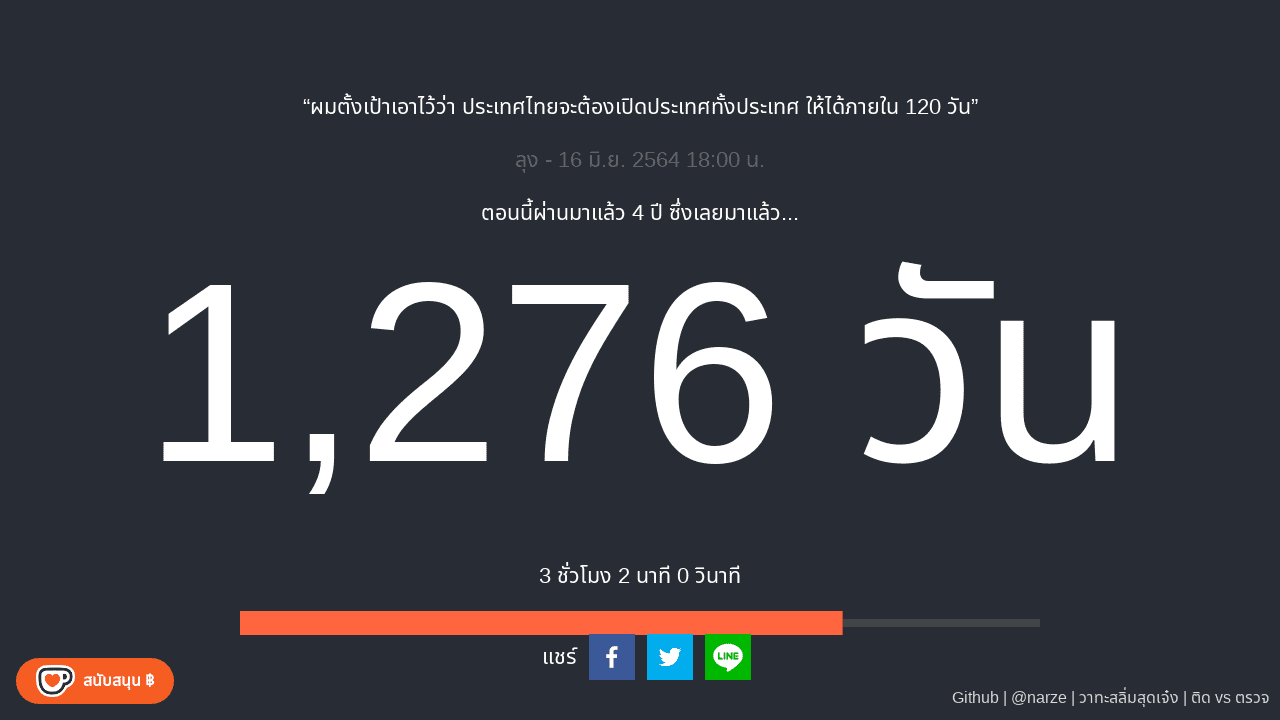 “ผมตั้งเป้าเอาไว้ว่า ประเทศไทยจะต้องเปิดประเทศทั้งประเทศ ให้ได้ภายใน 120 วัน”
ลุง - 16 มิ.ย. 2564 18:00 น.
ตอนนี้ผ่านมาแล้ว 4 ปี ซึ่งเลยมาแล้ว...
1,276 วัน
3 ชั่วโมง 2 นาที 0 วินาที
แชร์
LINE
สนับสนุน ฿
Github | @narze | วาทะสลิ่มสุดเจ๋ง | ติด vs ตรวจ